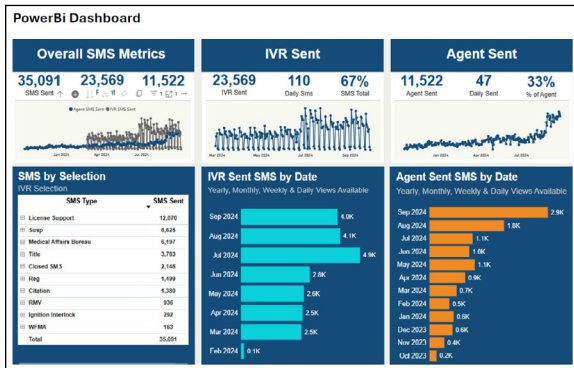 PowerBi Dashboard
Overall SMS Metrics
35,091 23,569 11,522
SMS Sent
Agent SMS Sent IVR SMS Sent
Jan 2024 Apr 2024 Jul 2024
IVR Sent
23,569 110 67%
IVR Sent Daily Sms SMS Total
Mar 2024 May 2024 Jul 2024 Sep 2024
Agent Sent
11,522 47 33%
Agent Sent Daily Sent % of Agent
Jan 2024 Apr 2024 Jul 2024
SMS by Selection
IVR Selection
SMS Type SMS Sent
License Support 12,070
Susp 6,626
Medical Affairs Bureau 6,197
Title 3,783
Closed SMS 2,148
Reg 1,499
Citation 1,380
RMV 936
Ignition Interlock 292
WFMA 163
Total 35,091
IVR Sent SMS by Date
Yearly, Monthly, Weekly & Daily Views Available
Sep 2024 4.0K
Aug 2024 4.1K
Jul 2024 4.9K
Jun 2024 2.8K
May 2024 2.6K
Apr 2024 2.5K
Mar 2024 2.5K
Feb 2024 0.1K
Agent Sent SMS by Date
Yearly, Monthly, Weekly & Daily Views Available
Sep 2024 2.9K
Aug 2024 1.8K
Jul 2024 1.1K
Jun 2024 1.0K
May 2024 1.1K
Apr 2024 0.9K
Mar 2024 0.7K
Feb 2024 0.5K
Jan 2024 0.6K
Dec 2023 0.6K
Nov 2023 0.4K
Oct 2023 0.2K